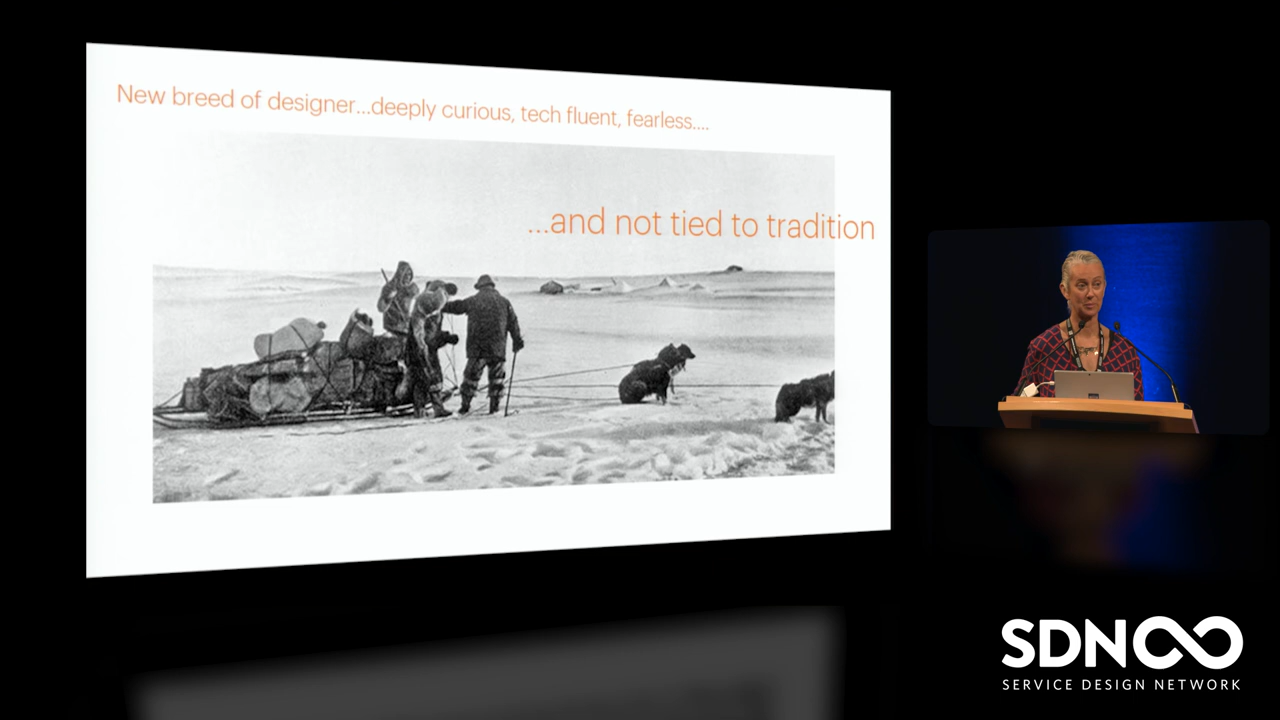 New breed of designer...deeply curious, tech fluent, fearless....
...and not tied to tradition
SDN
SERVICE DESIGN NETWORK